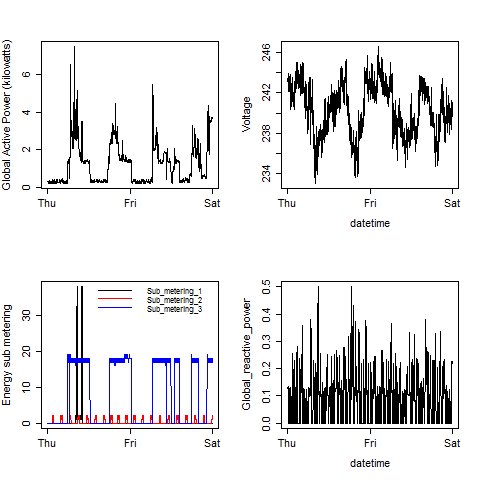 Global Active Power (kilowatts)
0 2 4 6
Thu Fri Sat
Voltage
234 238 242 246
Thu Fri Sat
datetime
Energy sub metering
0 10 20 30
Sub_metering_1
Sub_metering_2
Sub_metering_3
Thu Fri Sat
Global_reactive_power
0.0 0.1 0.2 0.3 0.4 0.5
Thu Fri Sat
datetime